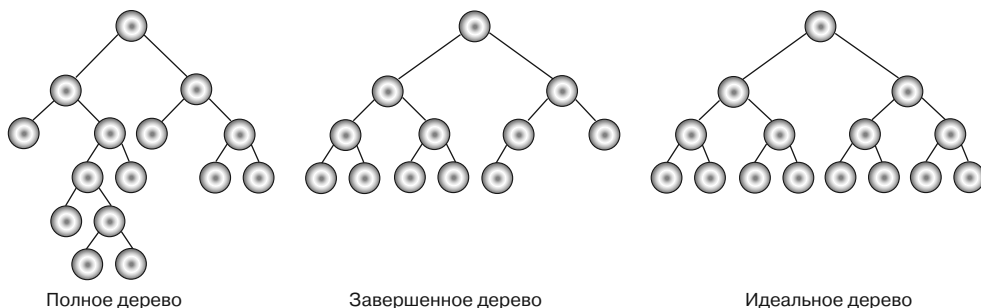 Полное дерево
Завершенное дерево
Идеальное дерево